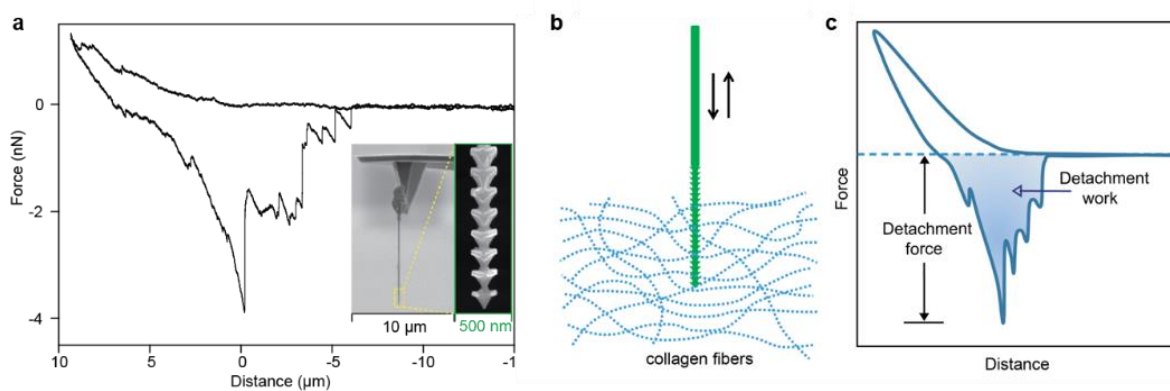 a
0
-2
-4
Force (nN)
10
5
0
-5
-10
-1
Distance (µm)
10 µm
500 nm
b
collagen fibers
c
Force
Detachment
force
Detachment
work
Distance